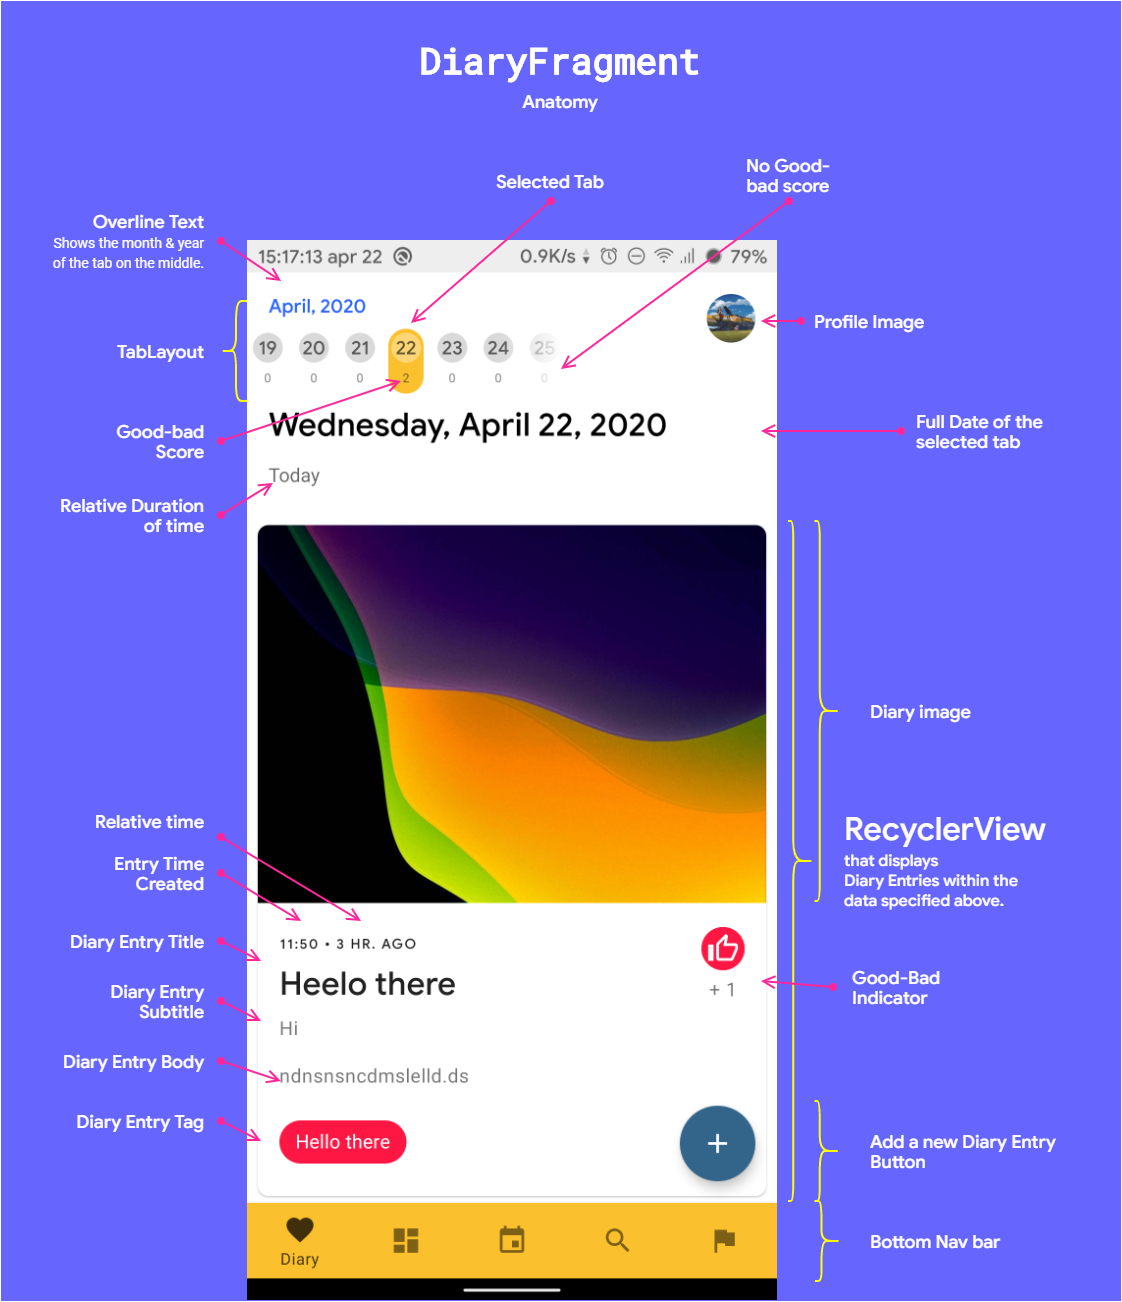 DiaryFragment
Anatomy
Selected Tab
No Good-
bad score
Overline Text
Shows the month & year
of the tab on the middle.
15:17:13 apr 22
0.9K/s
79%
April, 2020
Profile Image
TabLayout
19 20 21 22 23 24 25
0 0 0 2 0 0 0
Good-bad
Score
Wednesday, April 22, 2020
Full Date of the
selected tab
Today
Relative Duration
of time
Diary image
RecyclerView
that displays
Diary Entries within the
data specified above.
Relative time
Entry Time
Created
11:50 • 3 HR. AGO
Diary Entry Title
Heelo there
+ 1
Good-Bad
Indicator
Diary Entry
Subtitle
Hi
Diary Entry Body
ndnsnsncdmslelld.ds
Diary Entry Tag
Hello there
+
Add a new Diary Entry
Button
Diary
Bottom Nav bar